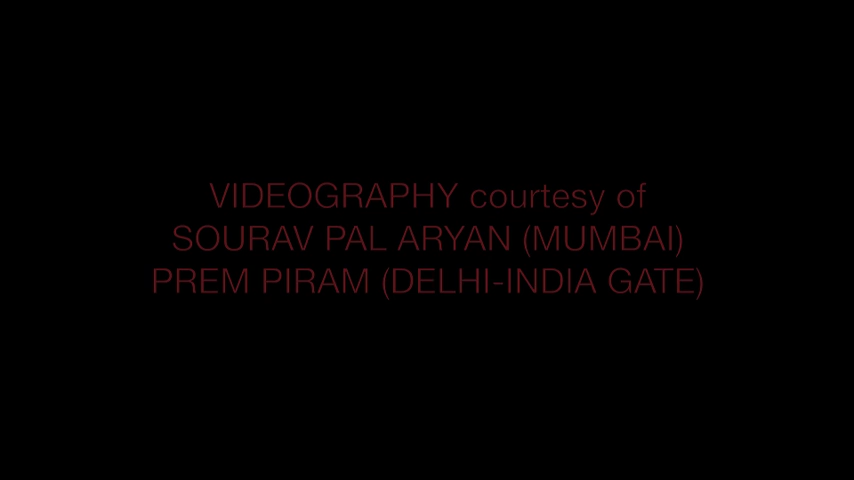 VIDEOGRAPHY courtesy of
SOURAV PAL ARYAN (MUMBAI)
PREM PIRAM (DELHI-INDIA GATE)